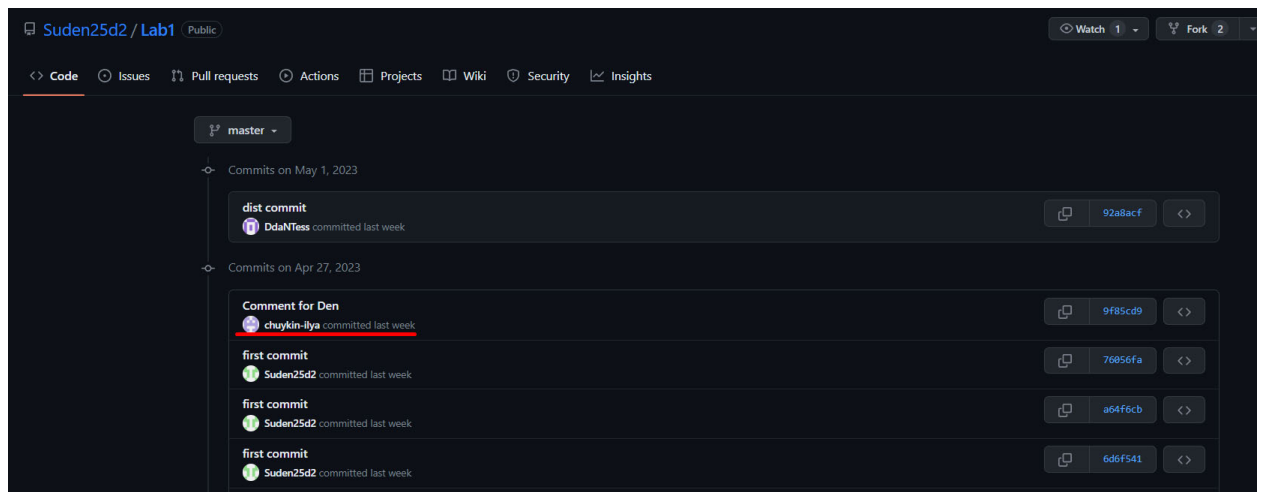 Suden25d2 / Lab1 Public
Watch 1 Fork 2
Code Issues Pull requests Actions Projects Wiki Security Insights
master
Commits on May 1, 2023
dist commit
DdaNTess committed last week
92a8acf
Commits on Apr 27, 2023
Comment for Den
chuykin-ilya committed last week
9f85cd9
first commit
Suden25d2 committed last week
76056fa
first commit
Suden25d2 committed last week
a64f6cb
first commit
Suden25d2 committed last week
6d6f541